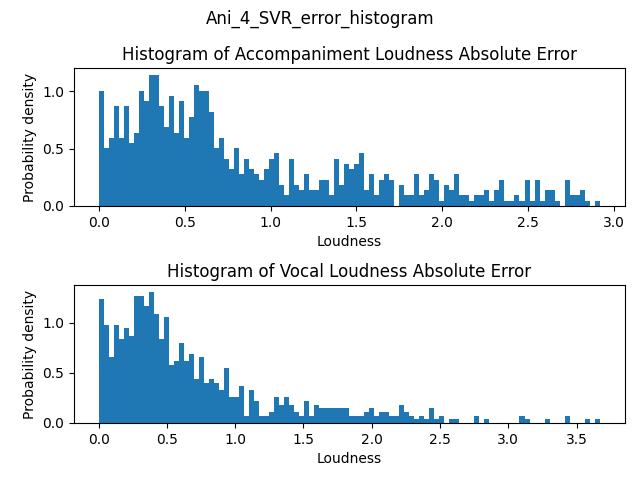 Ani_4_SVR_error_histogram
Histogram of Accompaniment Loudness Absolute Error
Probability density
1.0
0.5
0.0
0.0 0.5 1.0 1.5 2.0 2.5 3.0
Loudness
Histogram of Vocal Loudness Absolute Error
Probability density
1.0
0.5
0.0
0.0 0.5 1.0 1.5 2.0 2.5 3.0 3.5
Loudness